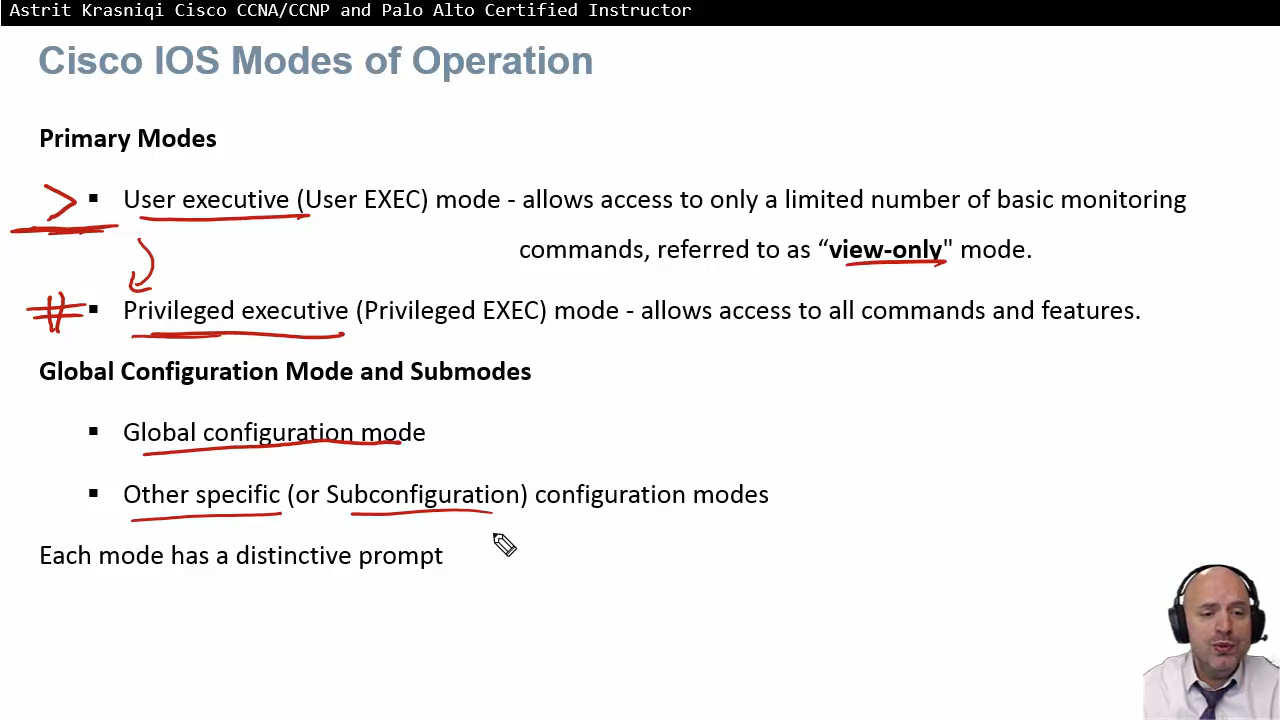 Astrit Krasniqi Cisco CCNA/CCNP and Palo Alto Certified Instructor
Cisco IOS Modes of Operation
Primary Modes
> ▪ User executive (User EXEC) mode - allows access to only a limited number of basic monitoring
commands, referred to as “view-only" mode.
# ▪ Privileged executive (Privileged EXEC) mode - allows access to all commands and features.
Global Configuration Mode and Submodes
▪ Global configuration mode
▪ Other specific (or Subconfiguration) configuration modes
Each mode has a distinctive prompt